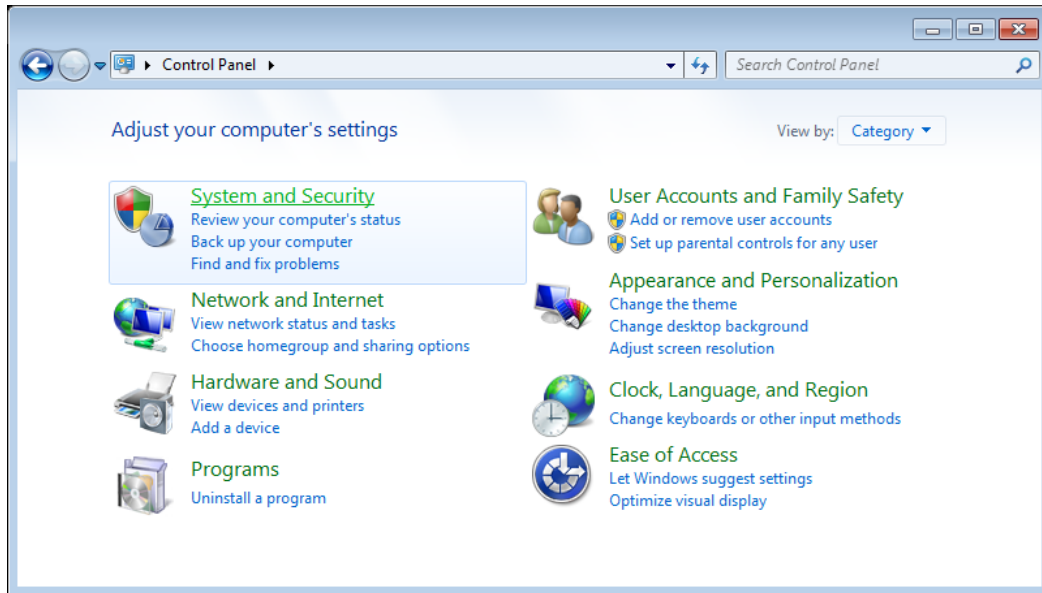 Control Panel
Search Control Panel
Adjust your computer's settings
View by: Category
System and Security
Review your computer's status
Back up your computer
Find and fix problems
Network and Internet
View network status and tasks
Choose homegroup and sharing options
Hardware and Sound
View devices and printers
Add a device
Programs
Uninstall a program
User Accounts and Family Safety
Add or remove user accounts
Set up parental controls for any user
Appearance and Personalization
Change the theme
Change desktop background
Adjust screen resolution
Clock, Language, and Region
Change keyboards or other input methods
Ease of Access
Let Windows suggest settings
Optimize visual display